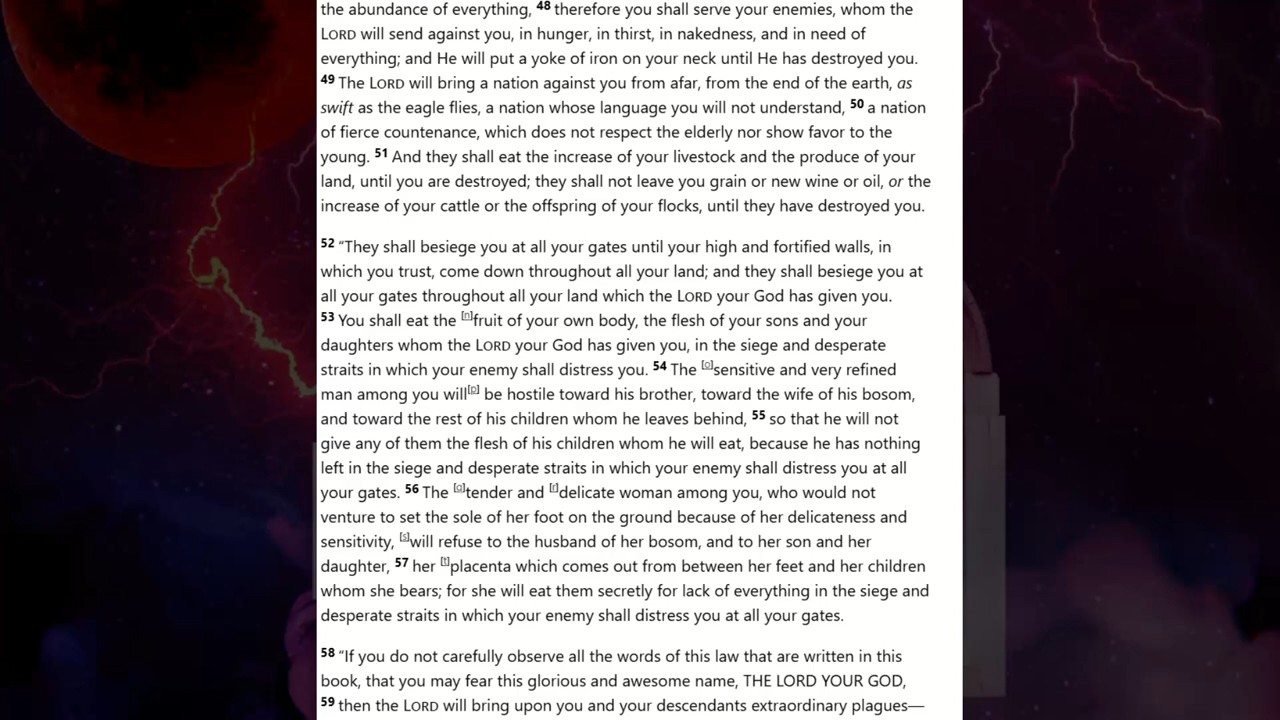 the abundance of everything, 48 therefore you shall serve your enemies, whom the
LORD will send against you, in hunger, in thirst, in nakedness, and in need of
everything; and He will put a yoke of iron on your neck until He has destroyed you.
49 The LORD will bring a nation against you from afar, from the end of the earth, as
swift as the eagle flies, a nation whose language you will not understand, 50 a nation
of fierce countenance, which does not respect the elderly nor show favor to the
young. 51 And they shall eat the increase of your livestock and the produce of your
land, until you are destroyed; they shall not leave you grain or new wine or oil, or the
increase of your cattle or the offspring of your flocks, until they have destroyed you.
52 “They shall besiege you at all your gates until your high and fortified walls, in
which you trust, come down throughout all your land; and they shall besiege you at
all your gates throughout all your land which the LORD your God has given you.
53 You shall eat the [n]fruit of your own body, the flesh of your sons and your
daughters whom the LORD your God has given you, in the siege and desperate
straits in which your enemy shall distress you. 54 The [o]sensitive and very refined
man among you will[p] be hostile toward his brother, toward the wife of his bosom,
and toward the rest of his children whom he leaves behind, 55 so that he will not
give any of them the flesh of his children whom he will eat, because he has nothing
left in the siege and desperate straits in which your enemy shall distress you at all
your gates. 56 The [q]tender and [r]delicate woman among you, who would not
venture to set the sole of her foot on the ground because of her delicateness and
sensitivity, [s]will refuse to the husband of her bosom, and to her son and her
daughter, 57 her [t]placenta which comes out from between her feet and her children
whom she bears; for she will eat them secretly for lack of everything in the siege and
desperate straits in which your enemy shall distress you at all your gates.
58 “If you do not carefully observe all the words of this law that are written in this
book, that you may fear this glorious and awesome name, THE LORD YOUR GOD,
59 then the LORD will bring upon you and your descendants extraordinary plagues—